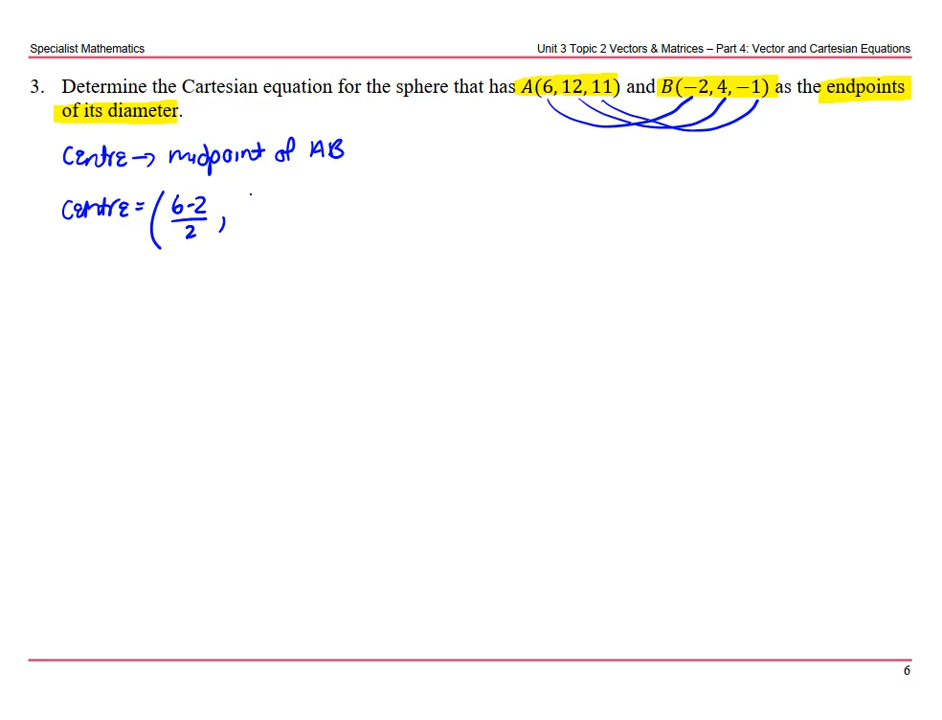 Specialist Mathematics
Unit 3 Topic 2 Vectors & Matrices – Part 4: Vector and Cartesian Equations
3. Determine the Cartesian equation for the sphere that has A(6, 12, 11) and B(−2, 4, −1) as the endpoints
of its diameter.
Centre → midpoint of AB
Centre = ( (6-2)/2 ,
6